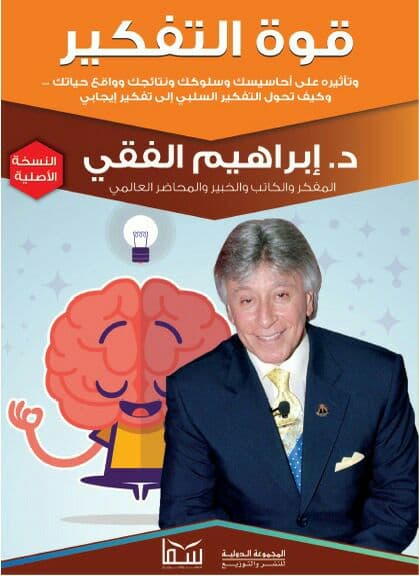 قوة التفكير
وتأثيره على أحاسيسك وسلوكك ونتائجك وواقع حياتك ...
وكيف تحول التفكير السلبي إلى تفكير إيجابي
د. إبراهيم الفقي
النسخة
الأصلية
المفكر والكاتب والخبير والمحاضر العالمي
سما
المجموعة الدولية
للنشر والتوزيع